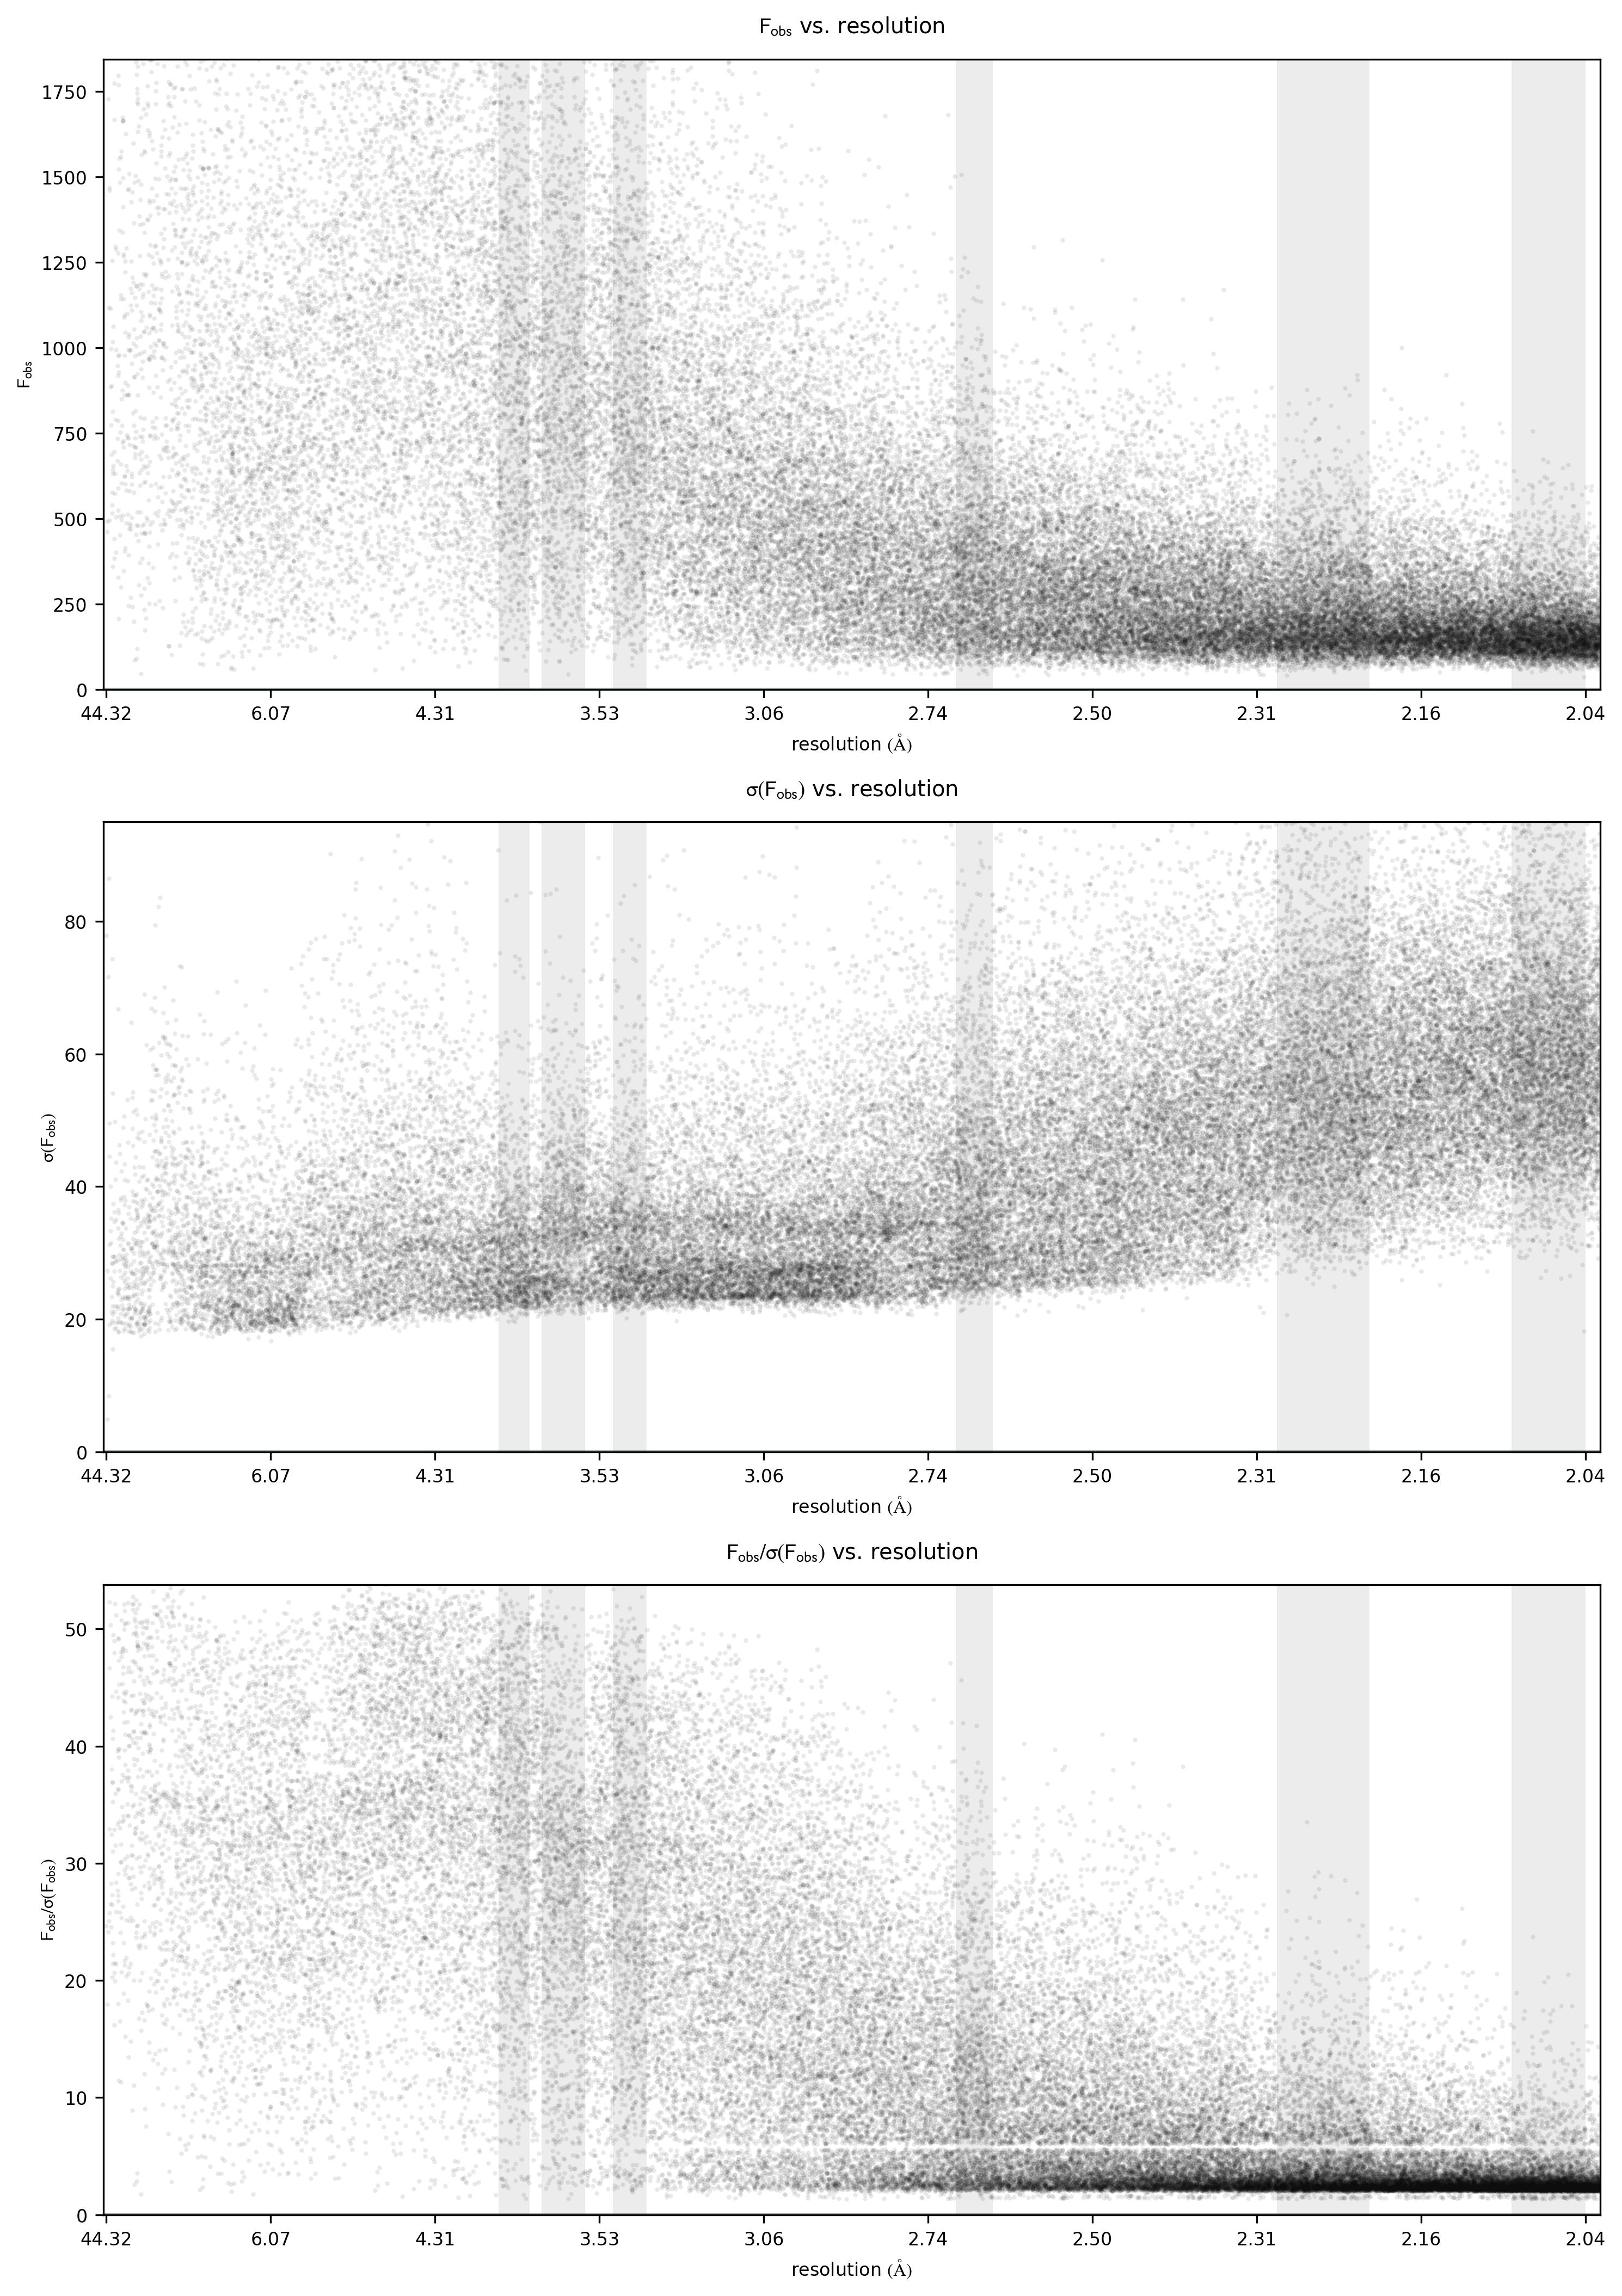 Fobs vs. resolution
1750
1500
1250
1000
750
500
250
0
Fobs
44.32 6.07 4.31 3.53 3.06 2.74 2.50 2.31 2.16 2.04
resolution (Å)
σ(Fobs) vs. resolution
80
60
40
20
0
σ(Fobs)
44.32 6.07 4.31 3.53 3.06 2.74 2.50 2.31 2.16 2.04
resolution (Å)
Fobs/σ(Fobs) vs. resolution
50
40
30
20
10
0
Fobs/σ(Fobs)
44.32 6.07 4.31 3.53 3.06 2.74 2.50 2.31 2.16 2.04
resolution (Å)